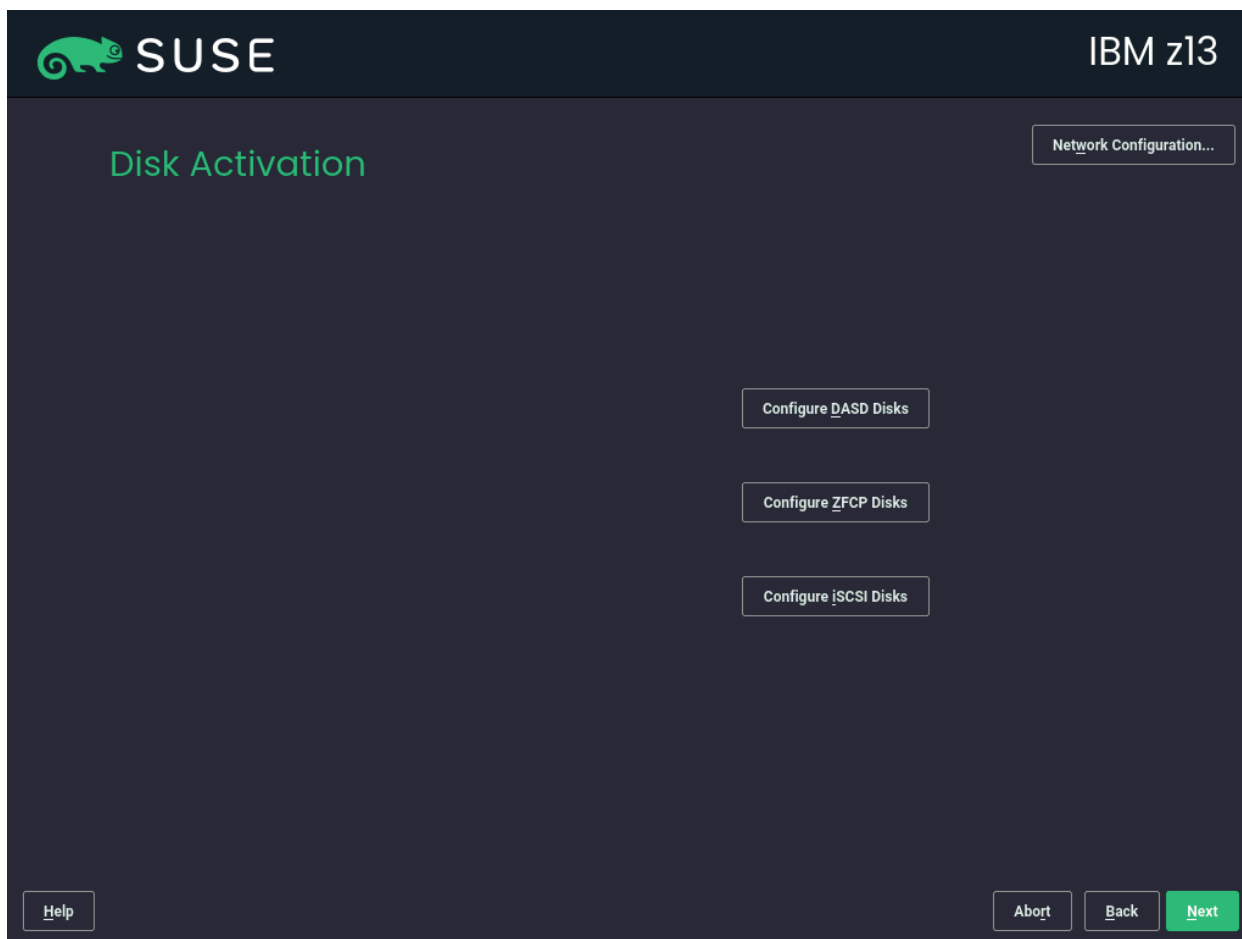 SUSE
IBM z13
Disk Activation
Network Configuration...
Configure DASD Disks
Configure ZFCP Disks
Configure iSCSI Disks
Help
Abort
Back
Next